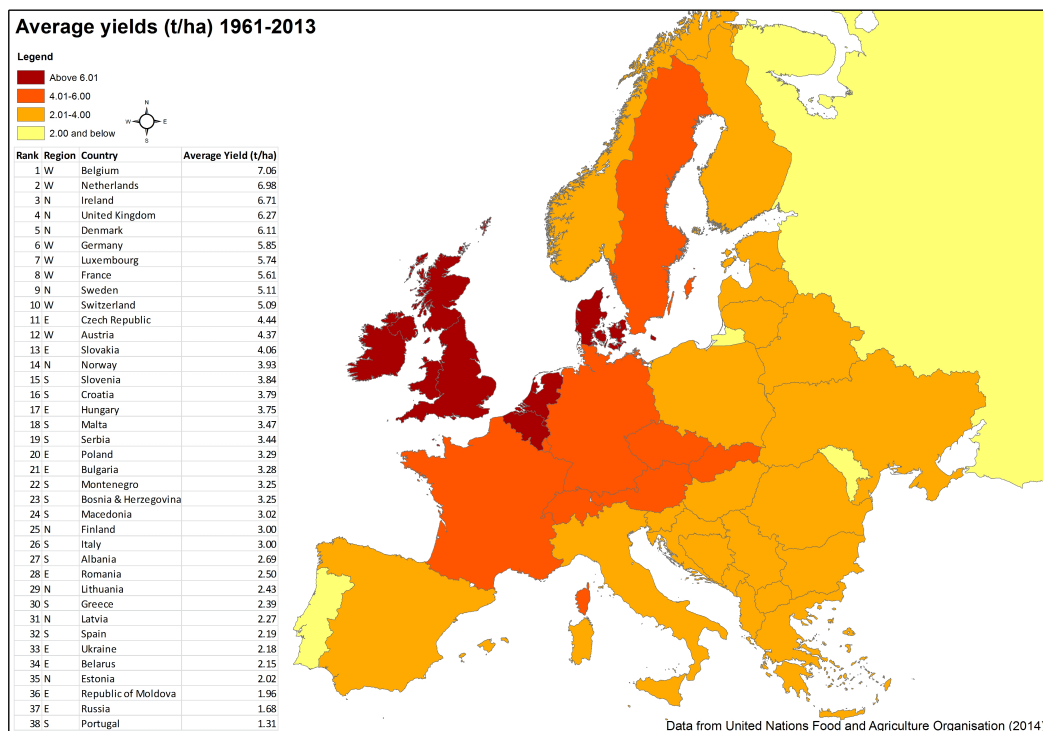 Average yields (t/ha) 1961-2013
Legend
Above 6.01
4.01-6.00
2.01-4.00
2.00 and below
N
W E
S
Rank Region Country Average Yield (t/ha)
1 W Belgium 7.06
2 W Netherlands 6.98
3 N Ireland 6.71
4 N United Kingdom 6.27
5 N Denmark 6.11
6 W Germany 5.85
7 W Luxembourg 5.74
8 W France 5.61
9 N Sweden 5.11
10 W Switzerland 5.09
11 E Czech Republic 4.44
12 W Austria 4.37
13 E Slovakia 4.06
14 N Norway 3.93
15 S Slovenia 3.84
16 S Croatia 3.79
17 E Hungary 3.75
18 S Malta 3.47
19 S Serbia 3.44
20 E Poland 3.29
21 E Bulgaria 3.28
22 S Montenegro 3.25
23 S Bosnia & Herzegovina 3.25
24 S Macedonia 3.02
25 N Finland 3.00
26 S Italy 3.00
27 S Albania 2.69
28 E Romania 2.50
29 N Lithuania 2.43
30 S Greece 2.39
31 N Latvia 2.27
32 S Spain 2.19
33 E Ukraine 2.18
34 E Belarus 2.15
35 N Estonia 2.02
36 E Republic of Moldova 1.96
37 E Russia 1.68
38 S Portugal 1.31
Data from United Nations Food and Agriculture Organisation (2014)